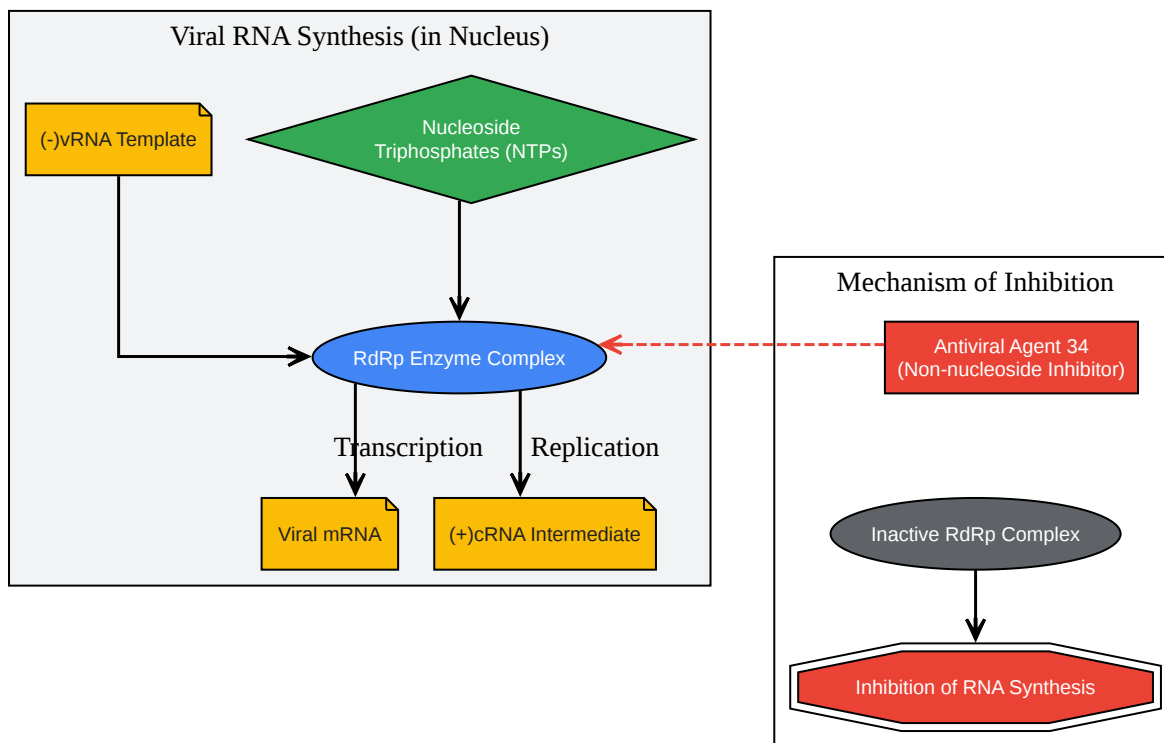 Viral RNA Synthesis (in Nucleus)
(-)vRNA Template
Nucleoside
Triphosphates (NTPs)
RdRp Enzyme Complex
Transcription
Replication
Viral mRNA
(+)cRNA Intermediate
Mechanism of Inhibition
Antiviral Agent 34
(Non-nucleoside Inhibitor)
Inactive RdRp Complex
Inhibition of RNA Synthesis